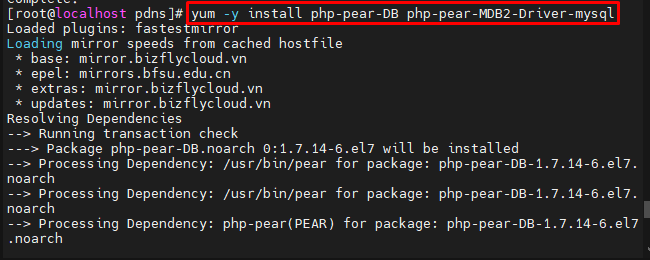 complete.
[root@localhost pdns]# yum -y install php-pear-DB php-pear-MDB2-Driver-mysql
Loaded plugins: fastestmirror
Loading mirror speeds from cached hostfile
 * base: mirror.bizflycloud.vn
 * epel: mirrors.bfsu.edu.cn
 * extras: mirror.bizflycloud.vn
 * updates: mirror.bizflycloud.vn
Resolving Dependencies
--> Running transaction check
---> Package php-pear-DB.noarch 0:1.7.14-6.el7 will be installed
--> Processing Dependency: /usr/bin/pear for package: php-pear-DB-1.7.14-6.el7.
noarch
--> Processing Dependency: /usr/bin/pear for package: php-pear-DB-1.7.14-6.el7.
noarch
--> Processing Dependency: php-pear(PEAR) for package: php-pear-DB-1.7.14-6.el7
.noarch